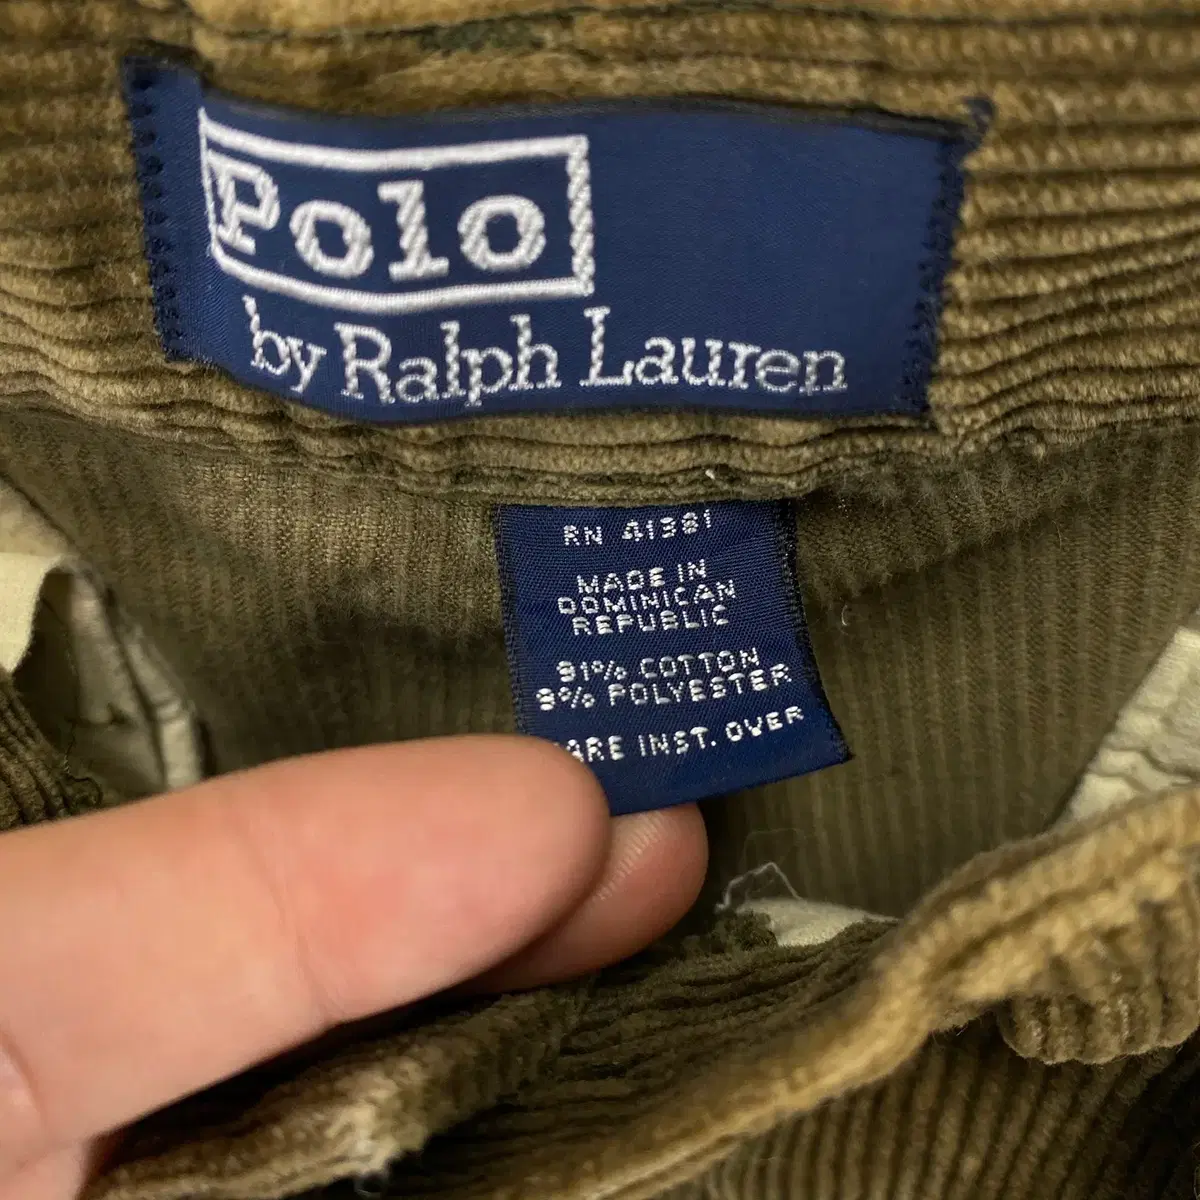 Polo
by Ralph Lauren
RN 41381
MADE IN
DOMINICAN
REPUBLIC
91% COTTON
9% POLYESTER
ARE INST. OVER